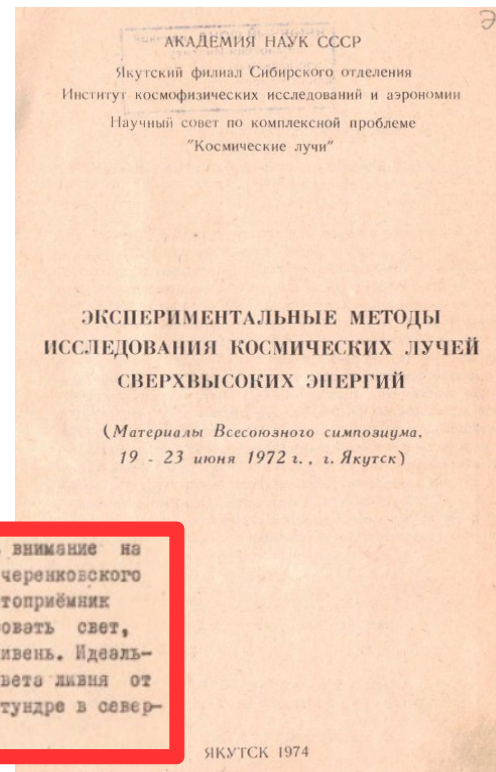 АКАДЕМИЯ НАУК СССР
Якутский филиал Сибирского отделения
Институт космофизических исследований и аэрономии
Научный совет по комплексной проблеме
"Космические лучи"
ЭКСПЕРИМЕНТАЛЬНЫЕ МЕТОДЫ
ИССЛЕДОВАНИЯ КОСМИЧЕСКИХ ЛУЧЕЙ
СВЕРХВЫСОКИХ ЭНЕРГИЙ
(Материалы Всесоюзного симпозиума,
19 - 23 июня 1972 г., г. Якутск)
внимание на
черенковского
топриёмник
овать свет,
ивень. Идеаль-
вета ливня от
тундре в север-
ЯКУТСК 1974